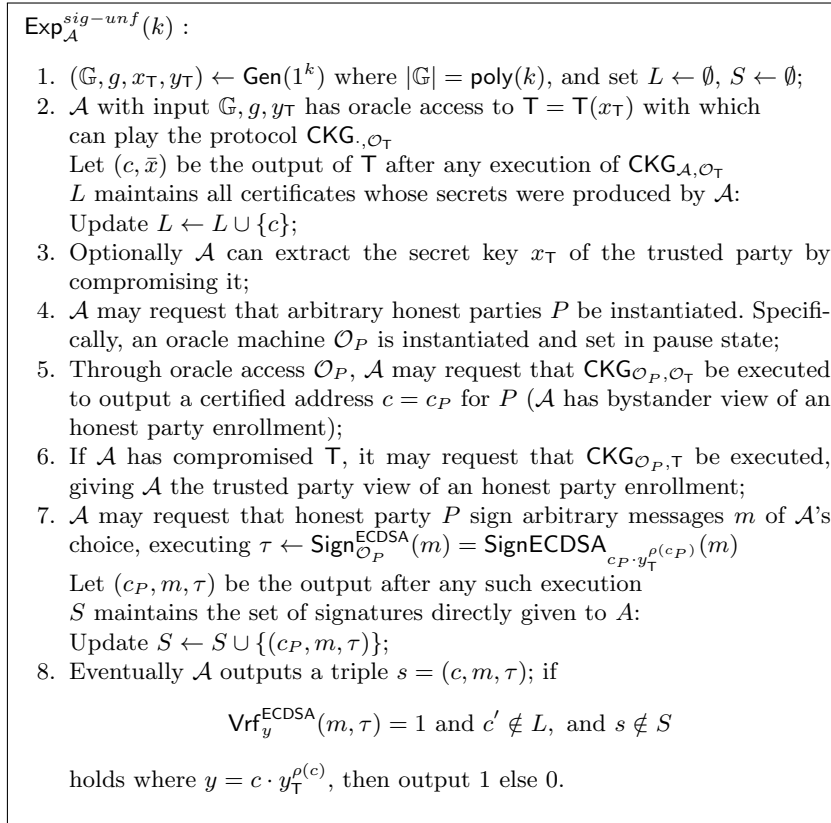 Exp_𝒜^{sig−unf}(k) :
1. (𝔾, g, x_T, y_T) ← Gen(1^k) where |𝔾| = poly(k), and set L ← ∅, S ← ∅;
2. 𝒜 with input 𝔾, g, y_T has oracle access to T = T(x_T) with which
can play the protocol CKG_{·,𝒪_T}
Let (c, x̄) be the output of T after any execution of CKG_{𝒜,𝒪_T}
L maintains all certificates whose secrets were produced by 𝒜:
Update L ← L ∪ {c};
3. Optionally 𝒜 can extract the secret key x_T of the trusted party by
compromising it;
4. 𝒜 may request that arbitrary honest parties P be instantiated. Specifi-
cally, an oracle machine 𝒪_P is instantiated and set in pause state;
5. Through oracle access 𝒪_P, 𝒜 may request that CKG_{𝒪_P,𝒪_T} be executed
to output a certified address c = c_P for P (𝒜 has bystander view of an
honest party enrollment);
6. If 𝒜 has compromised T, it may request that CKG_{𝒪_P,T} be executed,
giving 𝒜 the trusted party view of an honest party enrollment;
7. 𝒜 may request that honest party P sign arbitrary messages m of 𝒜's
choice, executing τ ← Sign_{𝒪_P}^{ECDSA}(m) = SignECDSA_{c_P·y_T^{ρ(c_P)}}(m)
Let (c_P, m, τ) be the output after any such execution
S maintains the set of signatures directly given to A:
Update S ← S ∪ {(c_P, m, τ)};
8. Eventually 𝒜 outputs a triple s = (c, m, τ); if
Vrf_y^{ECDSA}(m, τ) = 1 and c′ ∉ L, and s ∉ S
holds where y = c · y_T^{ρ(c)}, then output 1 else 0.